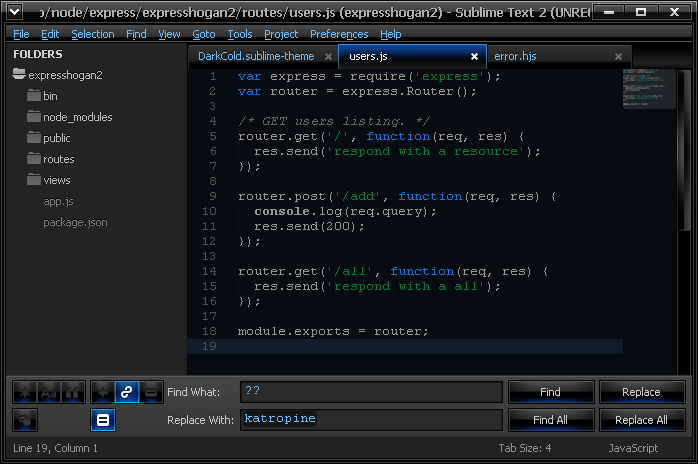 o/node/express/expresshogan2/routes/users.js (expresshogan2) - Sublime Text 2 (UNREG
File Edit Selection Find View Goto Tools Project Preferences Help
FOLDERS
expresshogan2
bin
node_modules
public
routes
views
app.js
package.json
DarkCold.sublime-theme users.js error.hjs
1 var express = require('express');
2 var router = express.Router();
3
4 /* GET users listing. */
5 router.get('/', function(req, res) {
6   res.send('respond with a resource');
7 });
8
9 router.post('/add', function(req, res) {
10   console.log(req.query);
11   res.send(200);
12 });
13
14 router.get('/all', function(req, res) {
15   res.send('respond with a all');
16 });
17
18 module.exports = router;
19
Find What: ?? Find Replace
Replace With: katropine Find All Replace All
Line 19, Column 1 Tab Size: 4 JavaScript